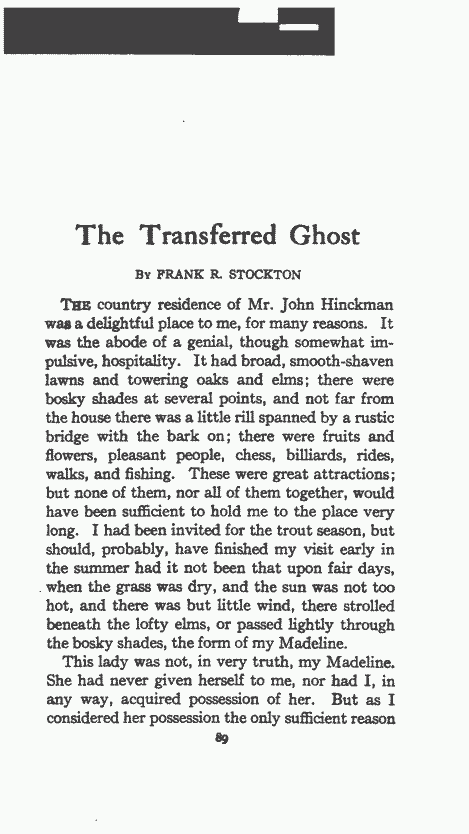 The Transferred Ghost
By FRANK R. STOCKTON
THE country residence of Mr. John Hinckman
was a delightful place to me, for many reasons. It
was the abode of a genial, though somewhat im-
pulsive, hospitality. It had broad, smooth-shaven
lawns and towering oaks and elms; there were
bosky shades at several points, and not far from
the house there was a little rill spanned by a rustic
bridge with the bark on; there were fruits and
flowers, pleasant people, chess, billiards, rides,
walks, and fishing. These were great attractions;
but none of them, nor all of them together, would
have been sufficient to hold me to the place very
long. I had been invited for the trout season, but
should, probably, have finished my visit early in
the summer had it not been that upon fair days,
when the grass was dry, and the sun was not too
hot, and there was but little wind, there strolled
beneath the lofty elms, or passed lightly through
the bosky shades, the form of my Madeline.
This lady was not, in very truth, my Madeline.
She had never given herself to me, nor had I, in
any way, acquired possession of her. But as I
considered her possession the only sufficient reason
89